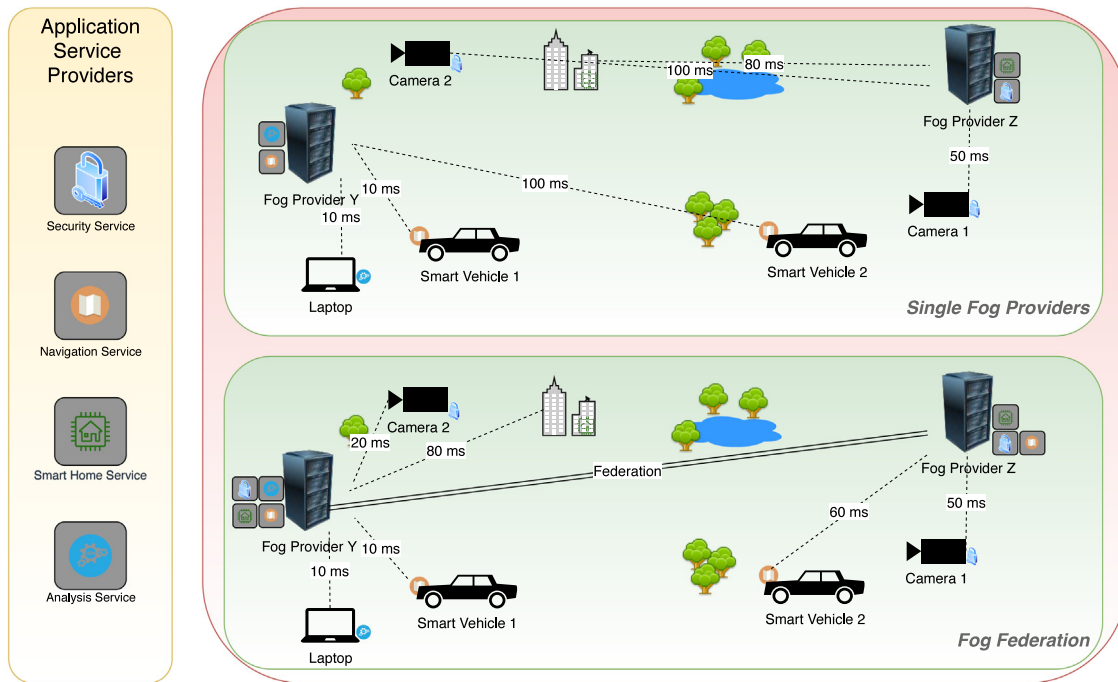 Application
Service
Providers
Security Service
Navigation Service
Smart Home Service
Analysis Service
Camera 2
80 ms
100 ms
Fog Provider Z
50 ms
Fog Provider Y
10 ms
100 ms
10 ms
Camera 1
Smart Vehicle 1
Smart Vehicle 2
Laptop
Single Fog Providers
Camera 2
20 ms
80 ms
Federation
Fog Provider Z
60 ms
50 ms
Fog Provider Y
10 ms
10 ms
Camera 1
Smart Vehicle 1
Smart Vehicle 2
Laptop
Fog Federation